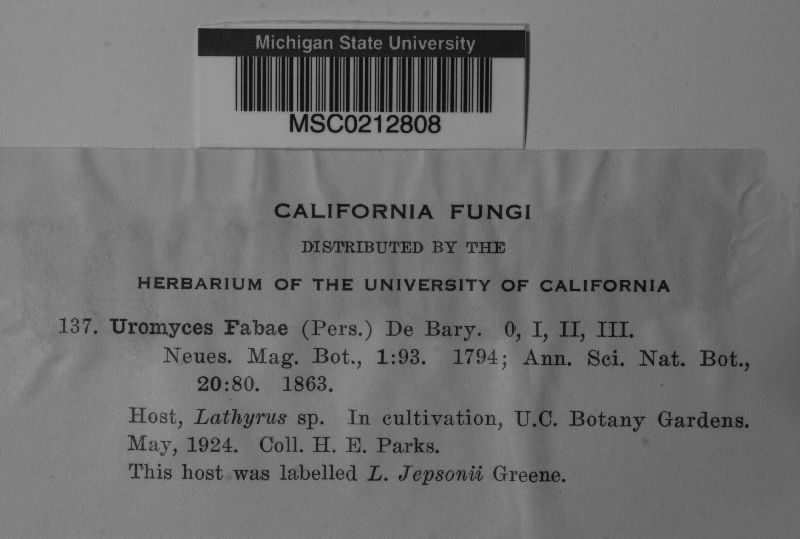 Michigan State University
MSC0212808
CALIFORNIA FUNGI
DISTRIBUTED BY THE
HERBARIUM OF THE UNIVERSITY OF CALIFORNIA
137. Uromyces Fabae (Pers.) De Bary. 0, I, II, III.
Neues. Mag. Bot., 1:93. 1794; Ann. Sci. Nat. Bot.,
20:80. 1863.
Host, Lathyrus sp. In cultivation, U.C. Botany Gardens.
May, 1924. Coll. H. E. Parks.
This host was labelled L. Jepsonii Greene.